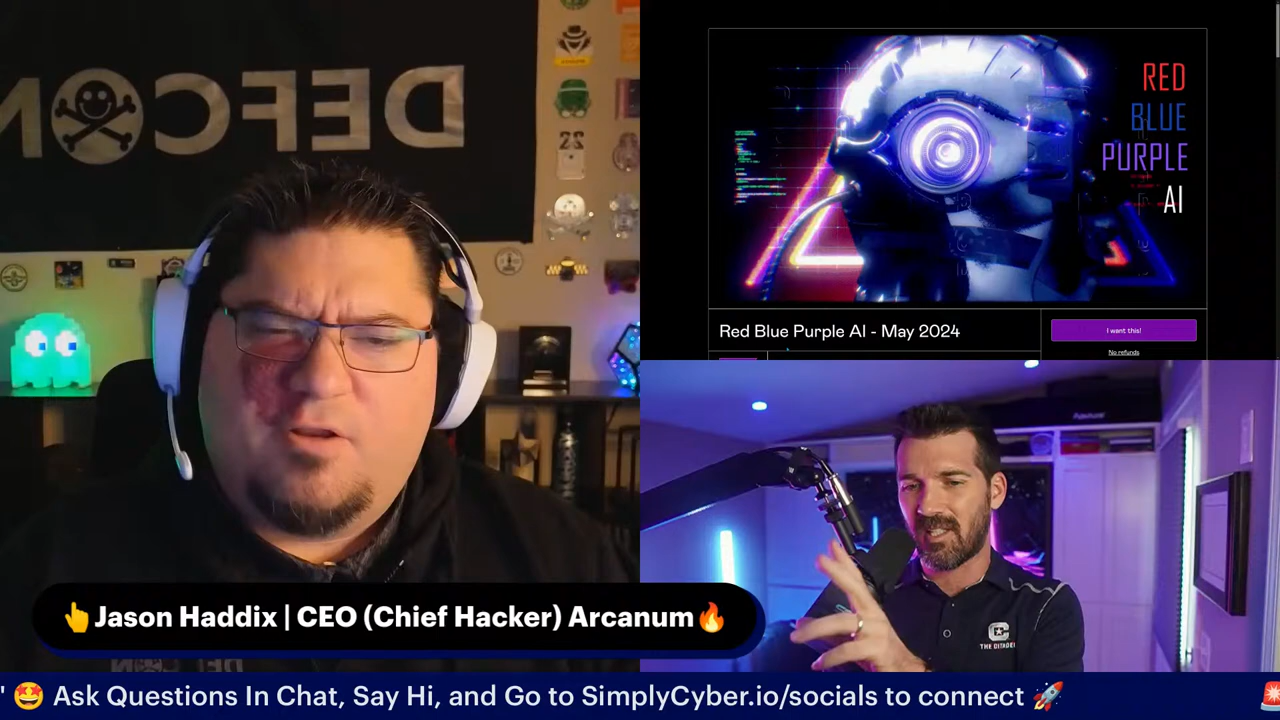 DEFCON
RED
BLUE
PURPLE
AI
Red Blue Purple AI - May 2024
I want this!
No refunds
THE CITADEL
👆Jason Haddix | CEO (Chief Hacker) Arcanum🔥
' 🤩 Ask Questions In Chat, Say Hi, and Go to SimplyCyber.io/socials to connect 🚀 🚨